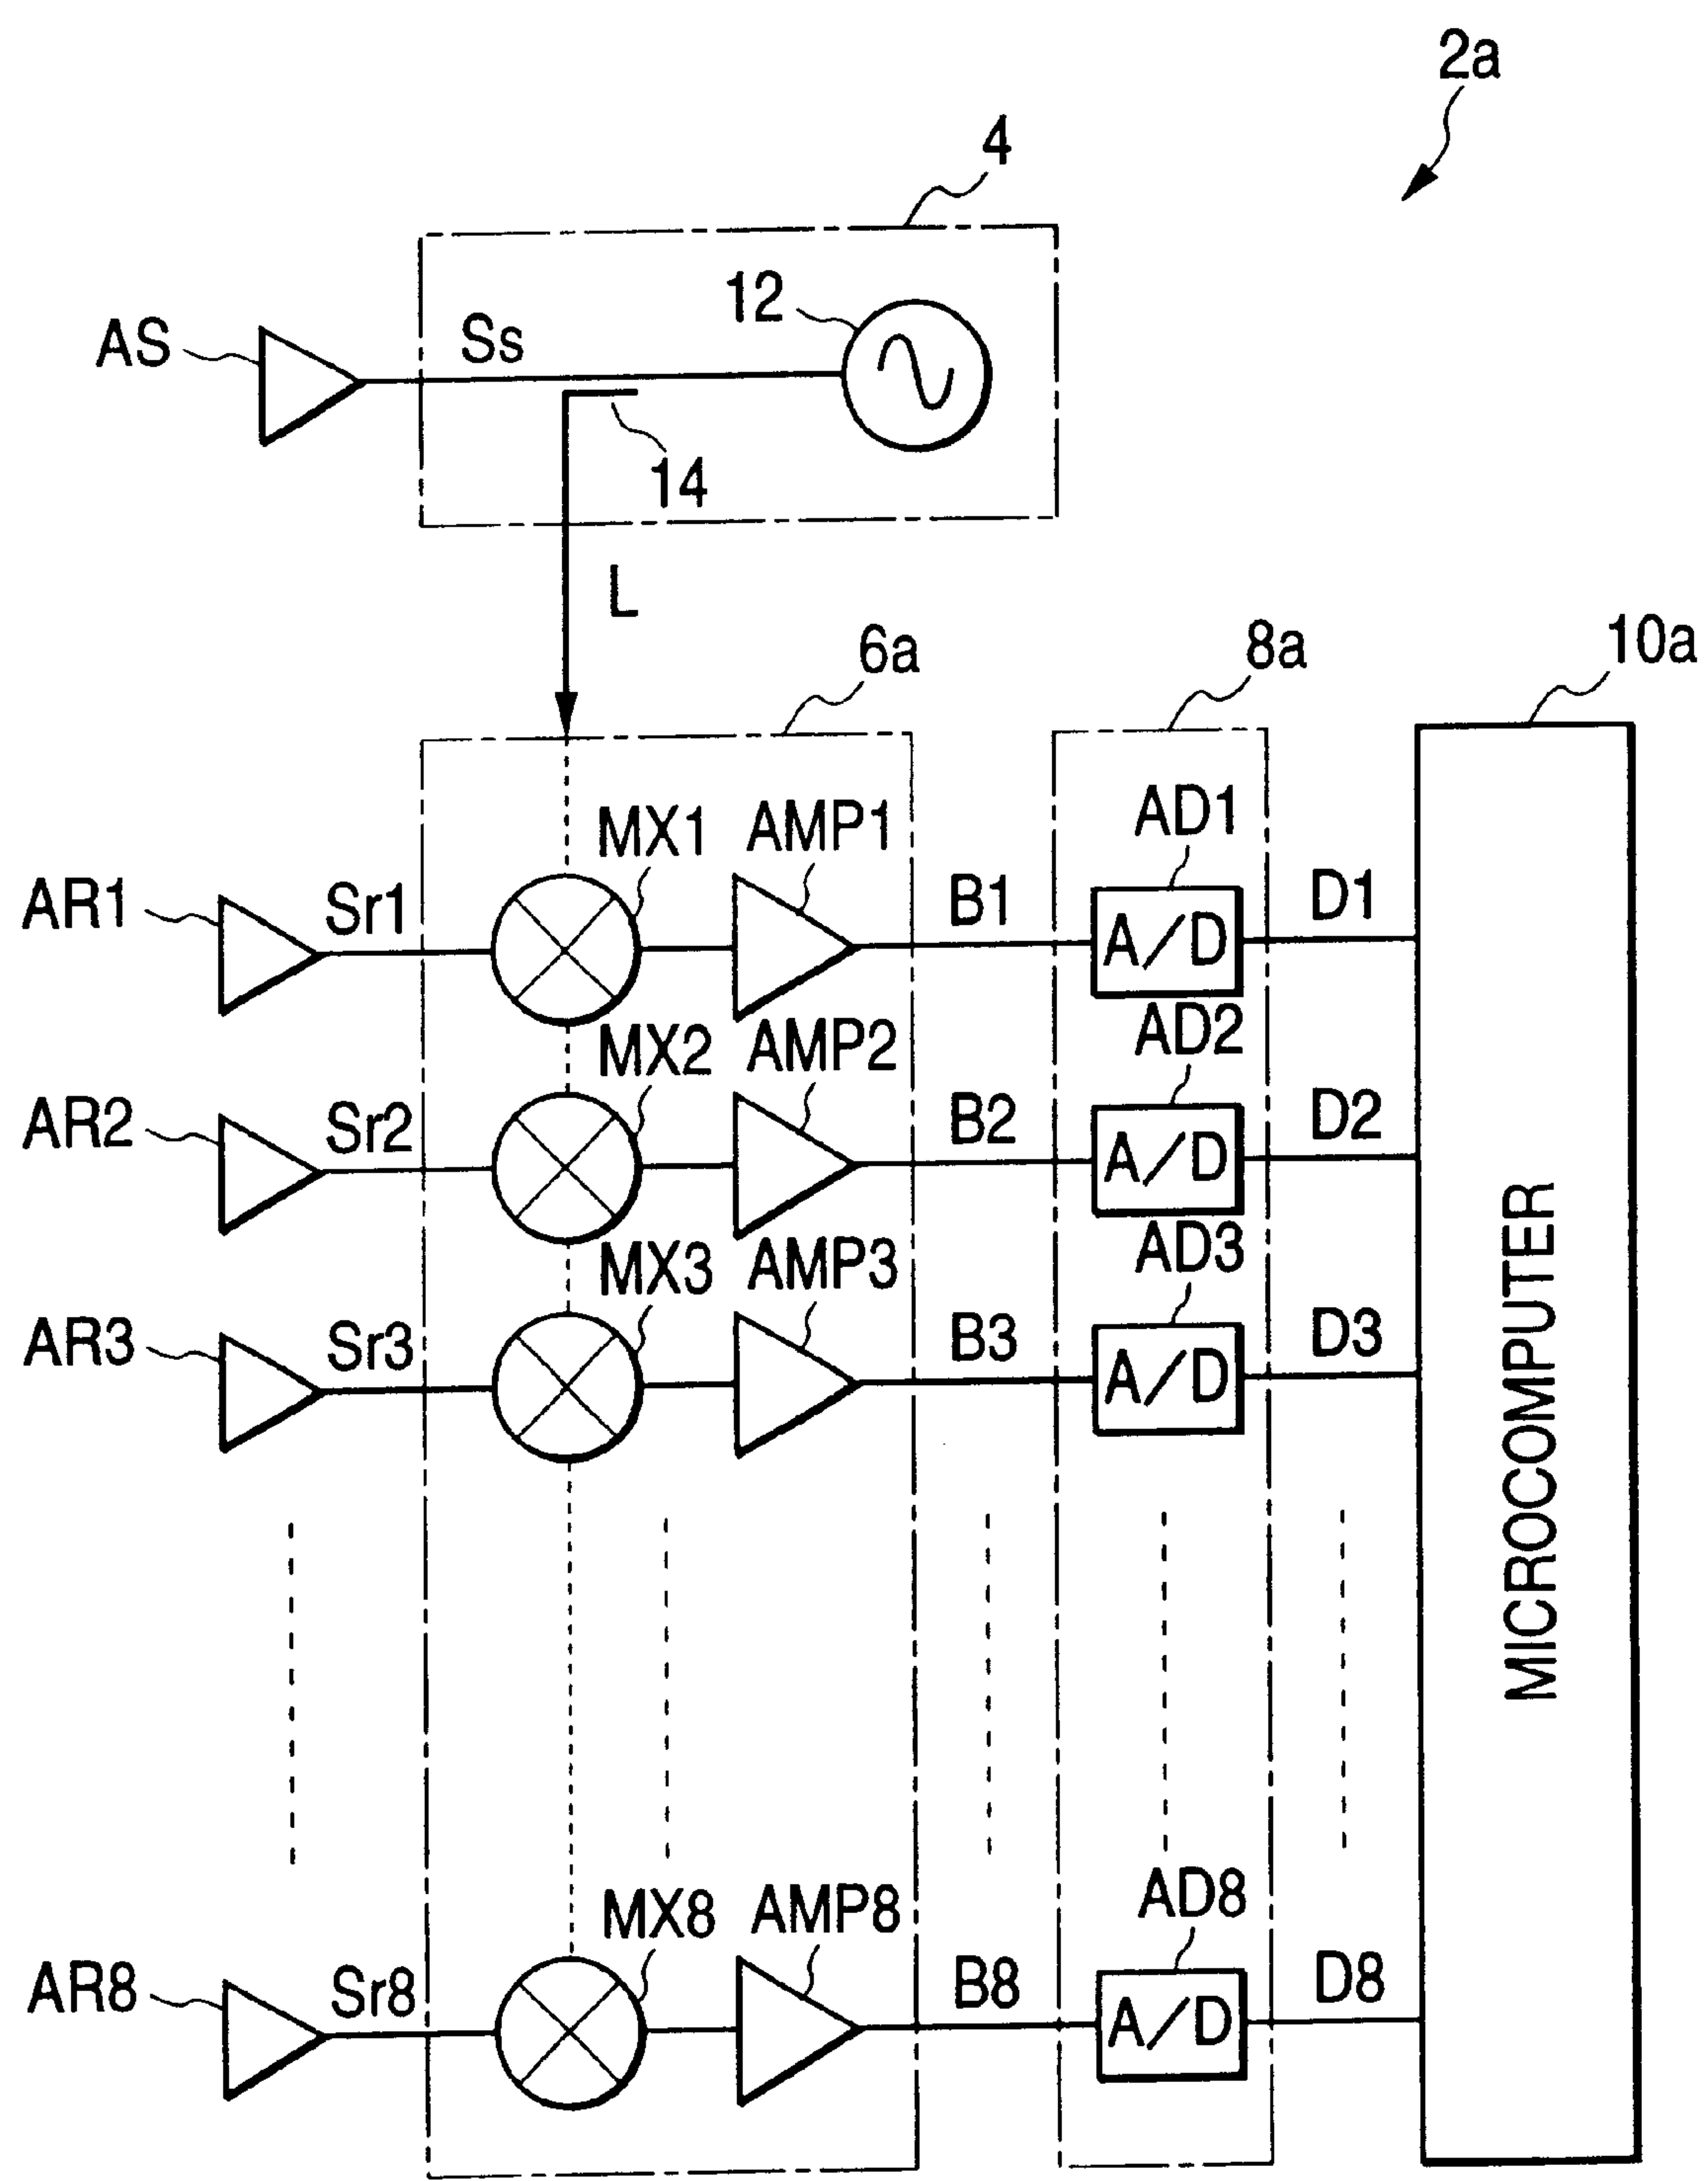 2a
4
12
AS
Ss
14
L
6a
8a
10a
MX1
AMP1
AD1
AR1
Sr1
B1
A/D
D1
MX2
AMP2
AD2
AR2
Sr2
B2
A/D
D2
MX3
AMP3
AD3
AR3
Sr3
B3
A/D
D3
MICROCOMPUTER
MX8
AMP8
AD8
AR8
Sr8
B8
A/D
D8